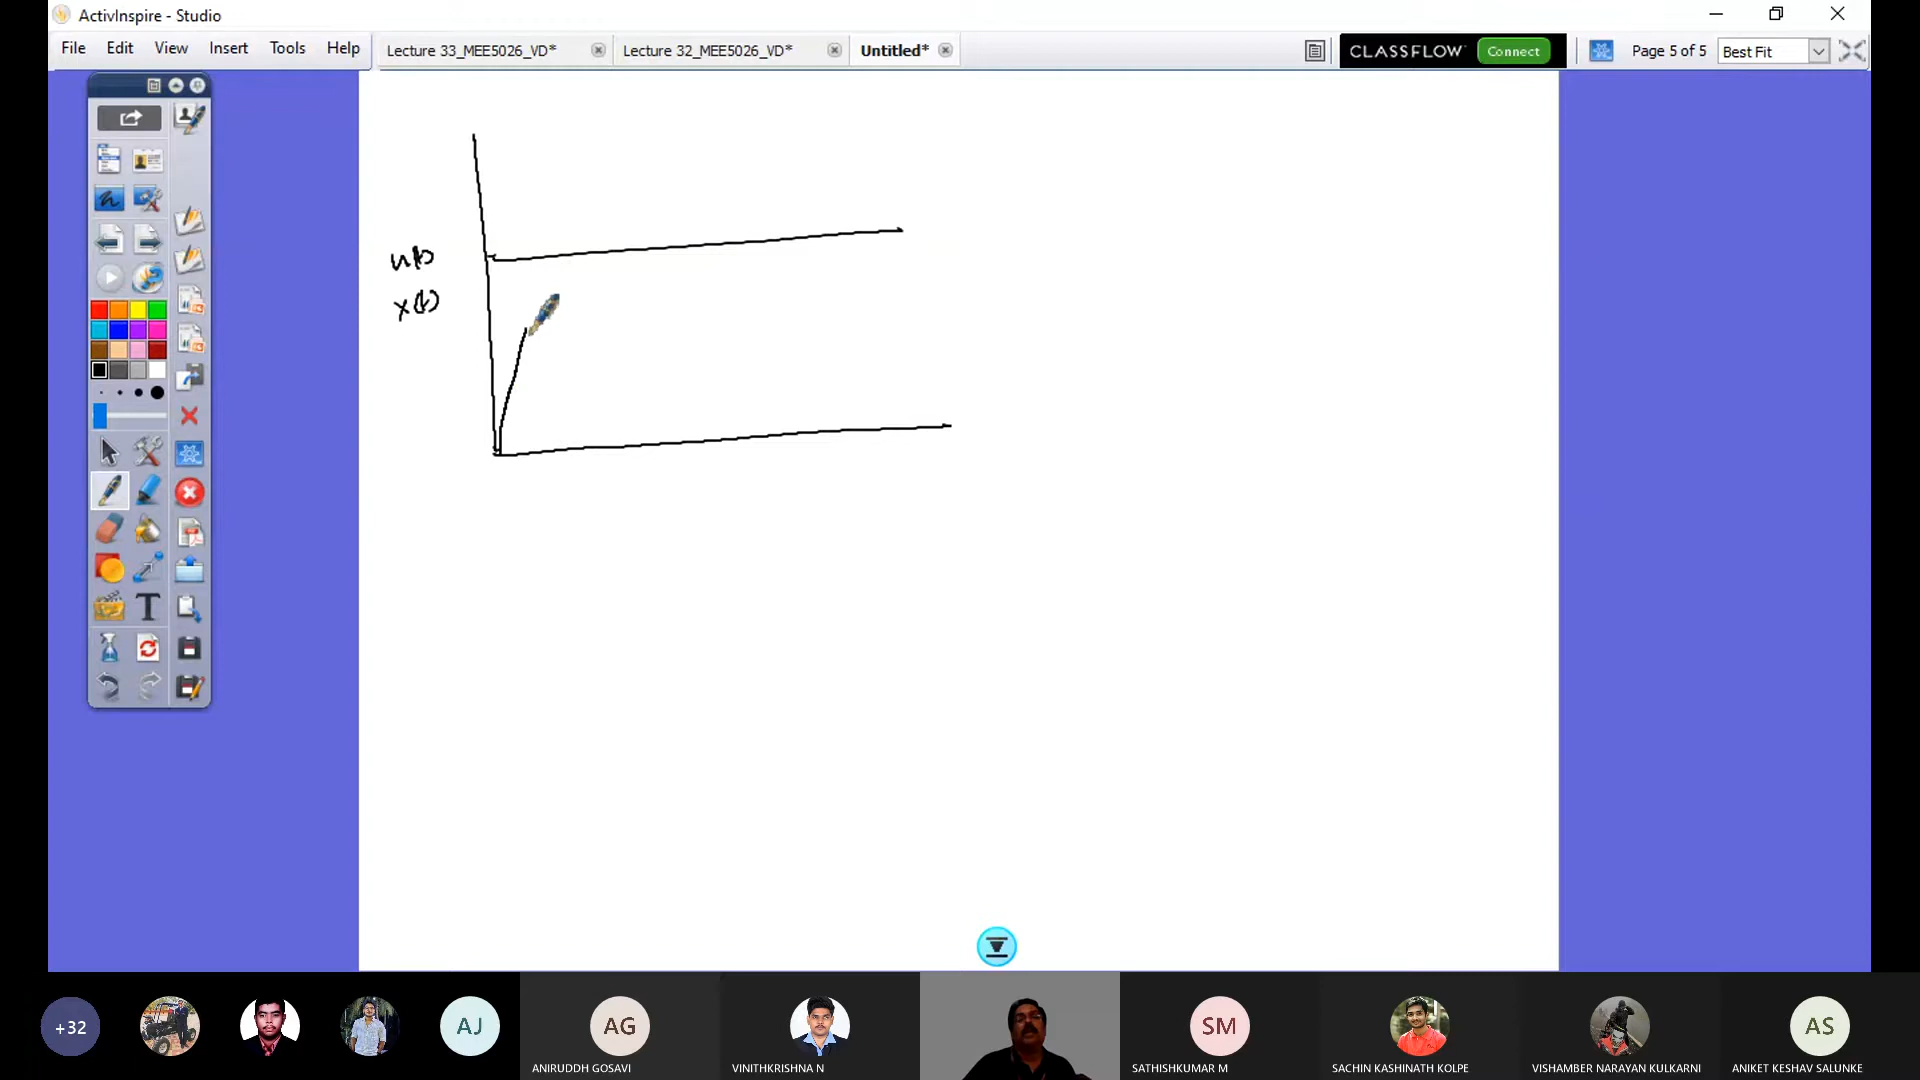 ActivInspire - Studio
File Edit View Insert Tools Help
Lecture 33_MEE5026_VD* Lecture 32_MEE5026_VD* Untitled*
CLASSFLOW Connect
Page 5 of 5 Best Fit
u(t)
x(t)
T
+32
AJ
AG
SM
AS
ANIRUDDH GOSAVI
VINITHKRISHNA N
SATHISHKUMAR M
SACHIN KASHINATH KOLPE
VISHAMBER NARAYAN KULKARNI
ANIKET KESHAV SALUNKE